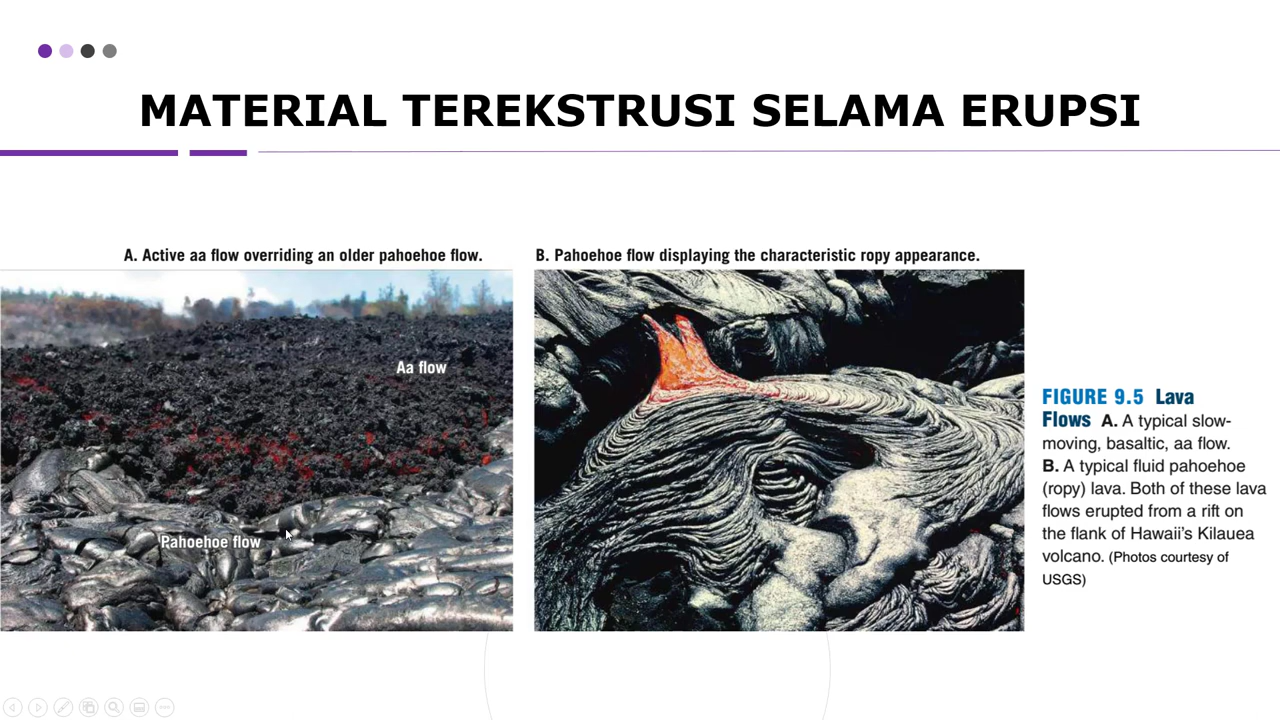 MATERIAL TEREKSTRUSI SELAMA ERUPSI
A. Active aa flow overriding an older pahoehoe flow.
Aa flow
Pahoehoe flow
B. Pahoehoe flow displaying the characteristic ropy appearance.
FIGURE 9.5 Lava
Flows A. A typical slow-
moving, basaltic, aa flow.
B. A typical fluid pahoehoe
(ropy) lava. Both of these lava
flows erupted from a rift on
the flank of Hawaii's Kilauea
volcano. (Photos courtesy of
USGS)